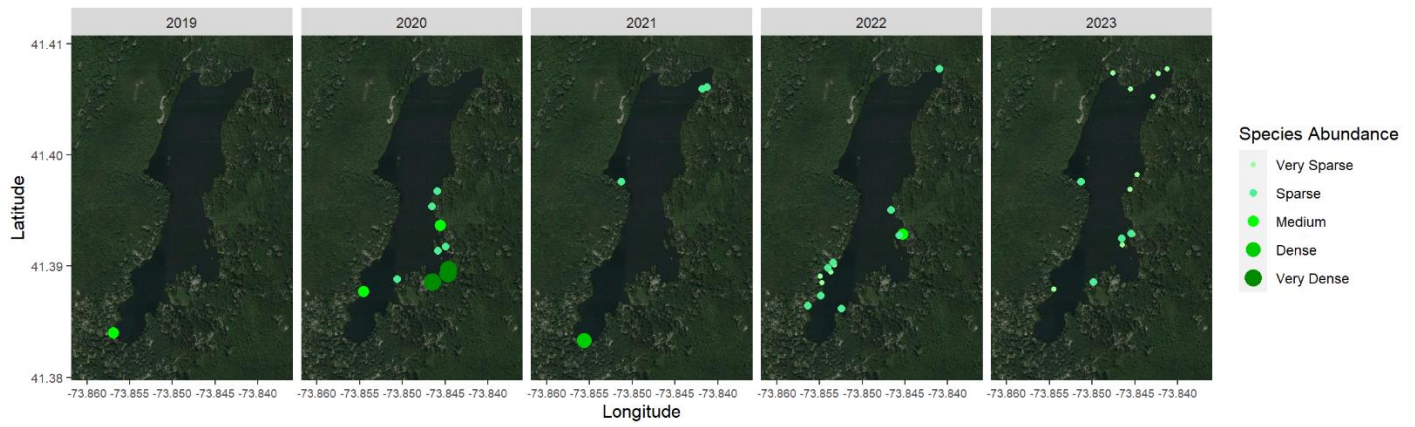 2019 2020 2021 2022 2023
41.41
41.40
41.39
41.38
Latitude
-73.860 -73.855 -73.850 -73.845 -73.840 -73.860 -73.855 -73.850 -73.845 -73.840 -73.860 -73.855 -73.850 -73.845 -73.840 -73.860 -73.855 -73.850 -73.845 -73.840 -73.860 -73.855 -73.850 -73.845 -73.840
Longitude
Species Abundance
Very Sparse
Sparse
Medium
Dense
Very Dense